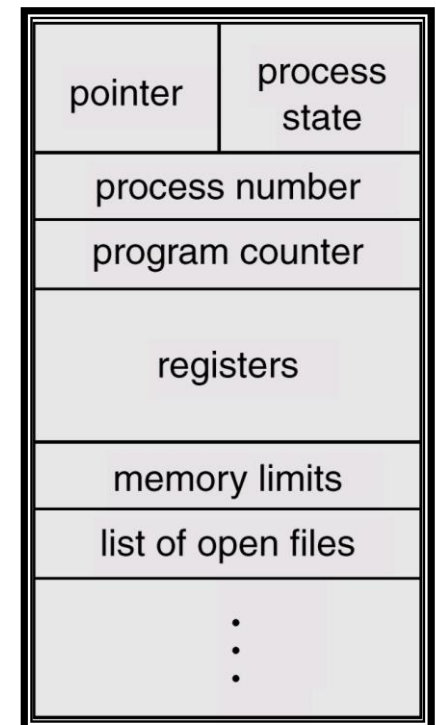 pointer
process
state
process number
program counter
registers
memory limits
list of open files
.
.
.